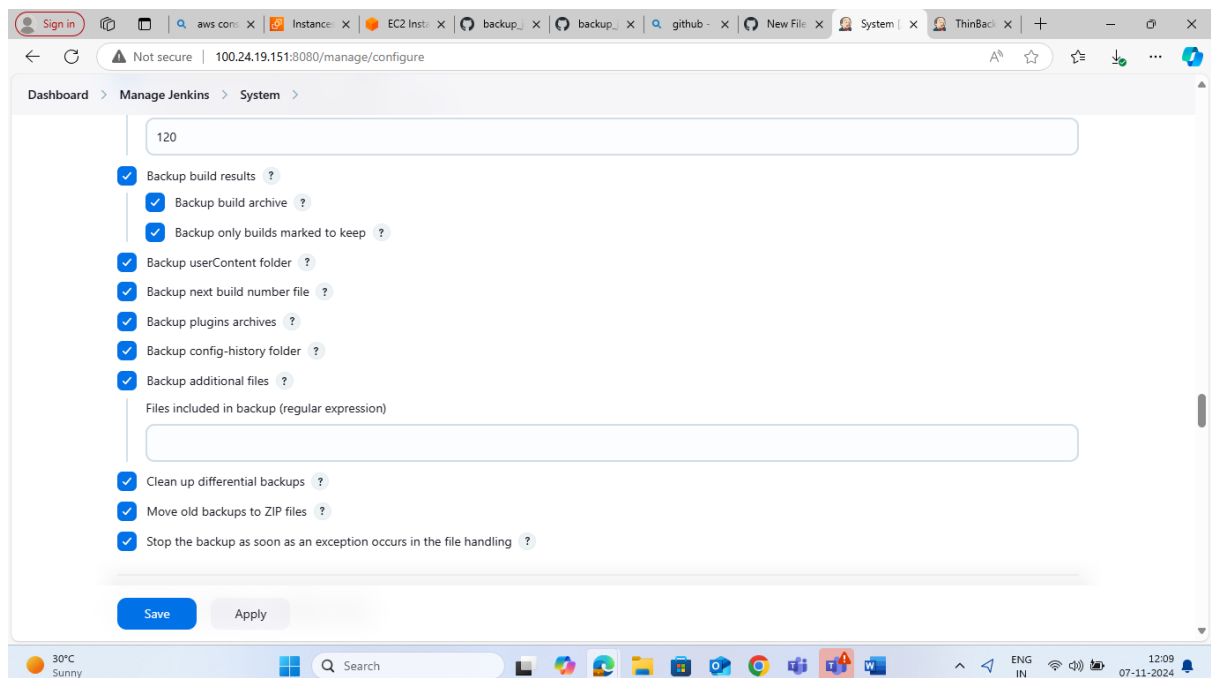 Sign in
aws cons
Instance:
EC2 Insta
backup_j
backup_j
github -
New File
System [
ThinBac
Not secure | 100.24.19.151:8080/manage/configure
Dashboard > Manage Jenkins > System >
120
Backup build results ?
Backup build archive ?
Backup only builds marked to keep ?
Backup userContent folder ?
Backup next build number file ?
Backup plugins archives ?
Backup config-history folder ?
Backup additional files ?
Files included in backup (regular expression)
Clean up differential backups ?
Move old backups to ZIP files ?
Stop the backup as soon as an exception occurs in the file handling ?
Save
Apply
30°C
Sunny
Search
ENG
IN
12:09
07-11-2024